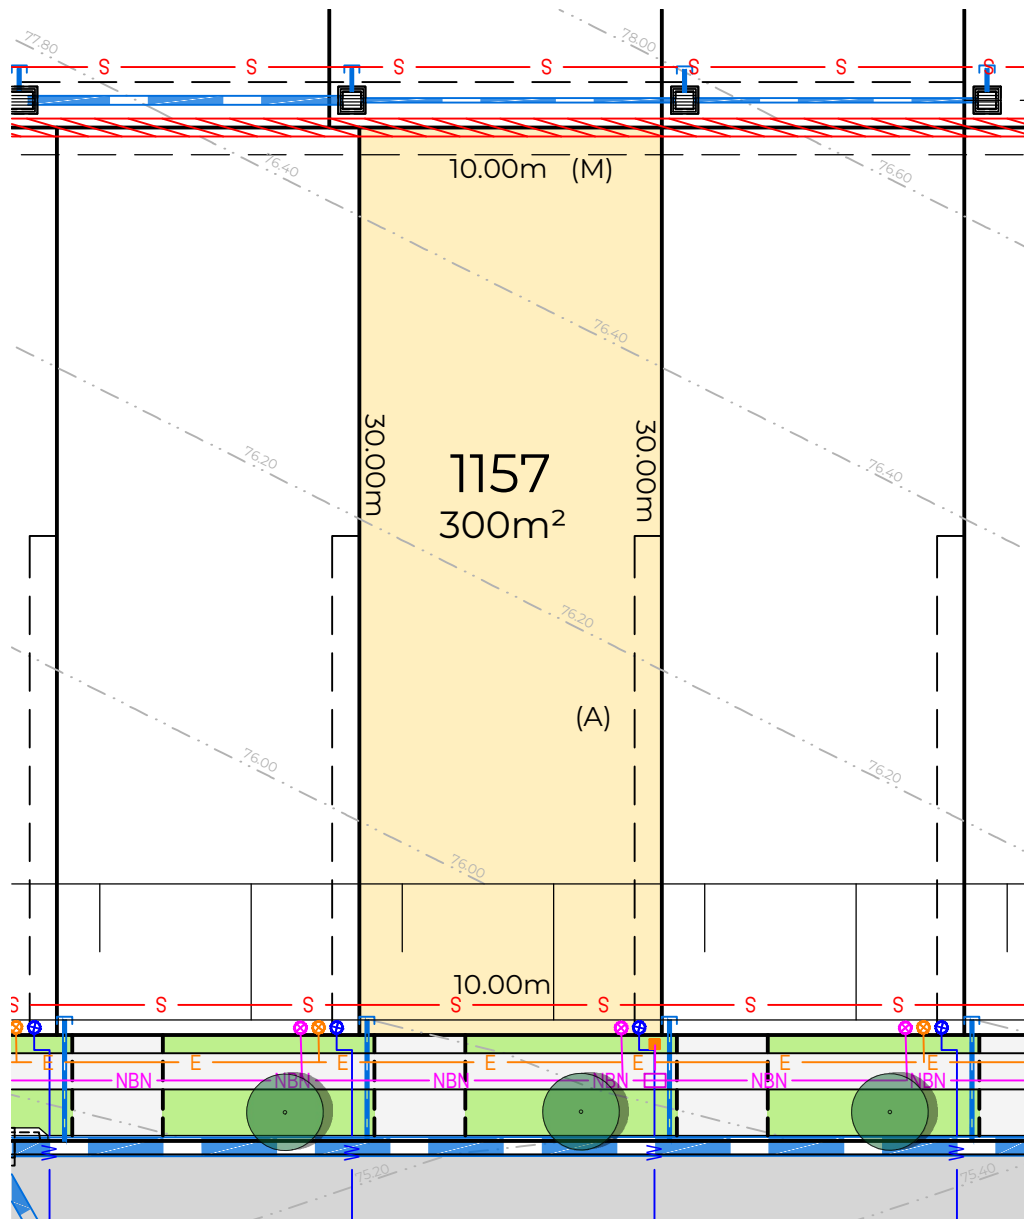 77.80
78.00
S S S S S S S
10.00m (M)
76.40
76.60
76.40
30.00m
30.00m
1157
300m²
76.20
76.40
76.20
(A)
76.00
76.20
76.00
10.00m
S S S S S S S
E E E E E E E
NBN NBN NBN NBN NBN NBN
W W W W
75.20
75.40